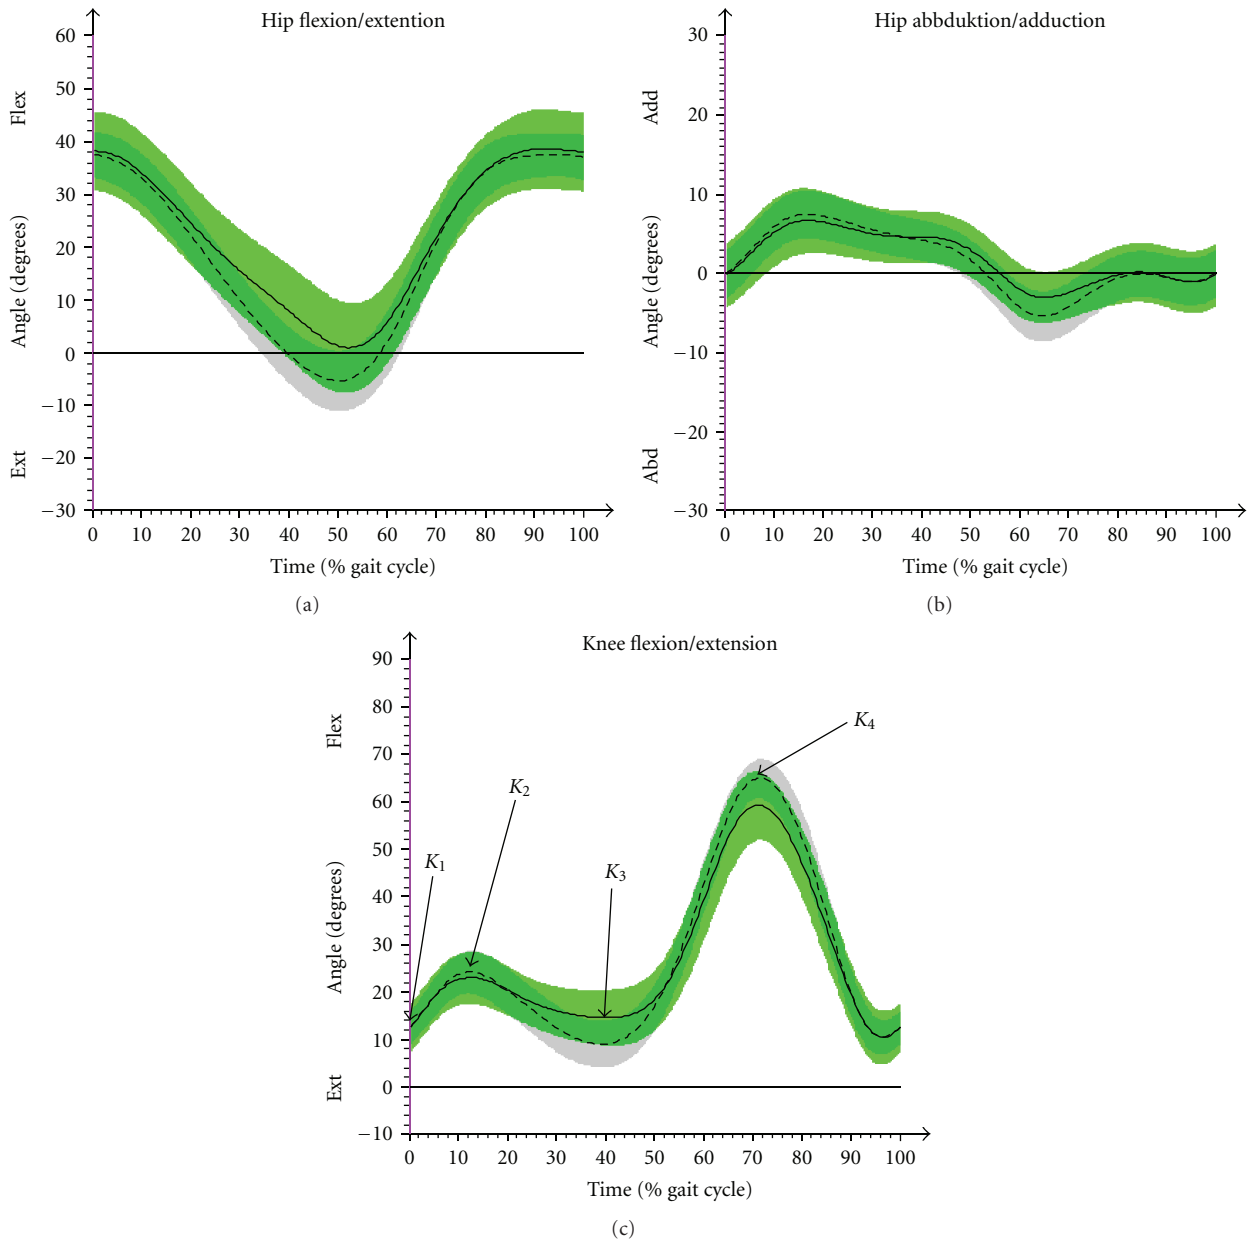 Hip flexion/extention
60
50
40
30
20
10
0
−10
−20
−30
Flex
Angle (degrees)
Ext
0 10 20 30 40 50 60 70 80 90 100
Time (% gait cycle)
(a)
Hip abbduktion/adduction
30
20
10
0
−10
−20
−30
Add
Angle (degrees)
Abd
0 10 20 30 40 50 60 70 80 90 100
Time (% gait cycle)
(b)
Knee flexion/extension
90
80
70
60
50
40
30
20
10
0
−10
Flex
Angle (degrees)
Ext
K1
K2
K3
K4
0 10 20 30 40 50 60 70 80 90 100
Time (% gait cycle)
(c)